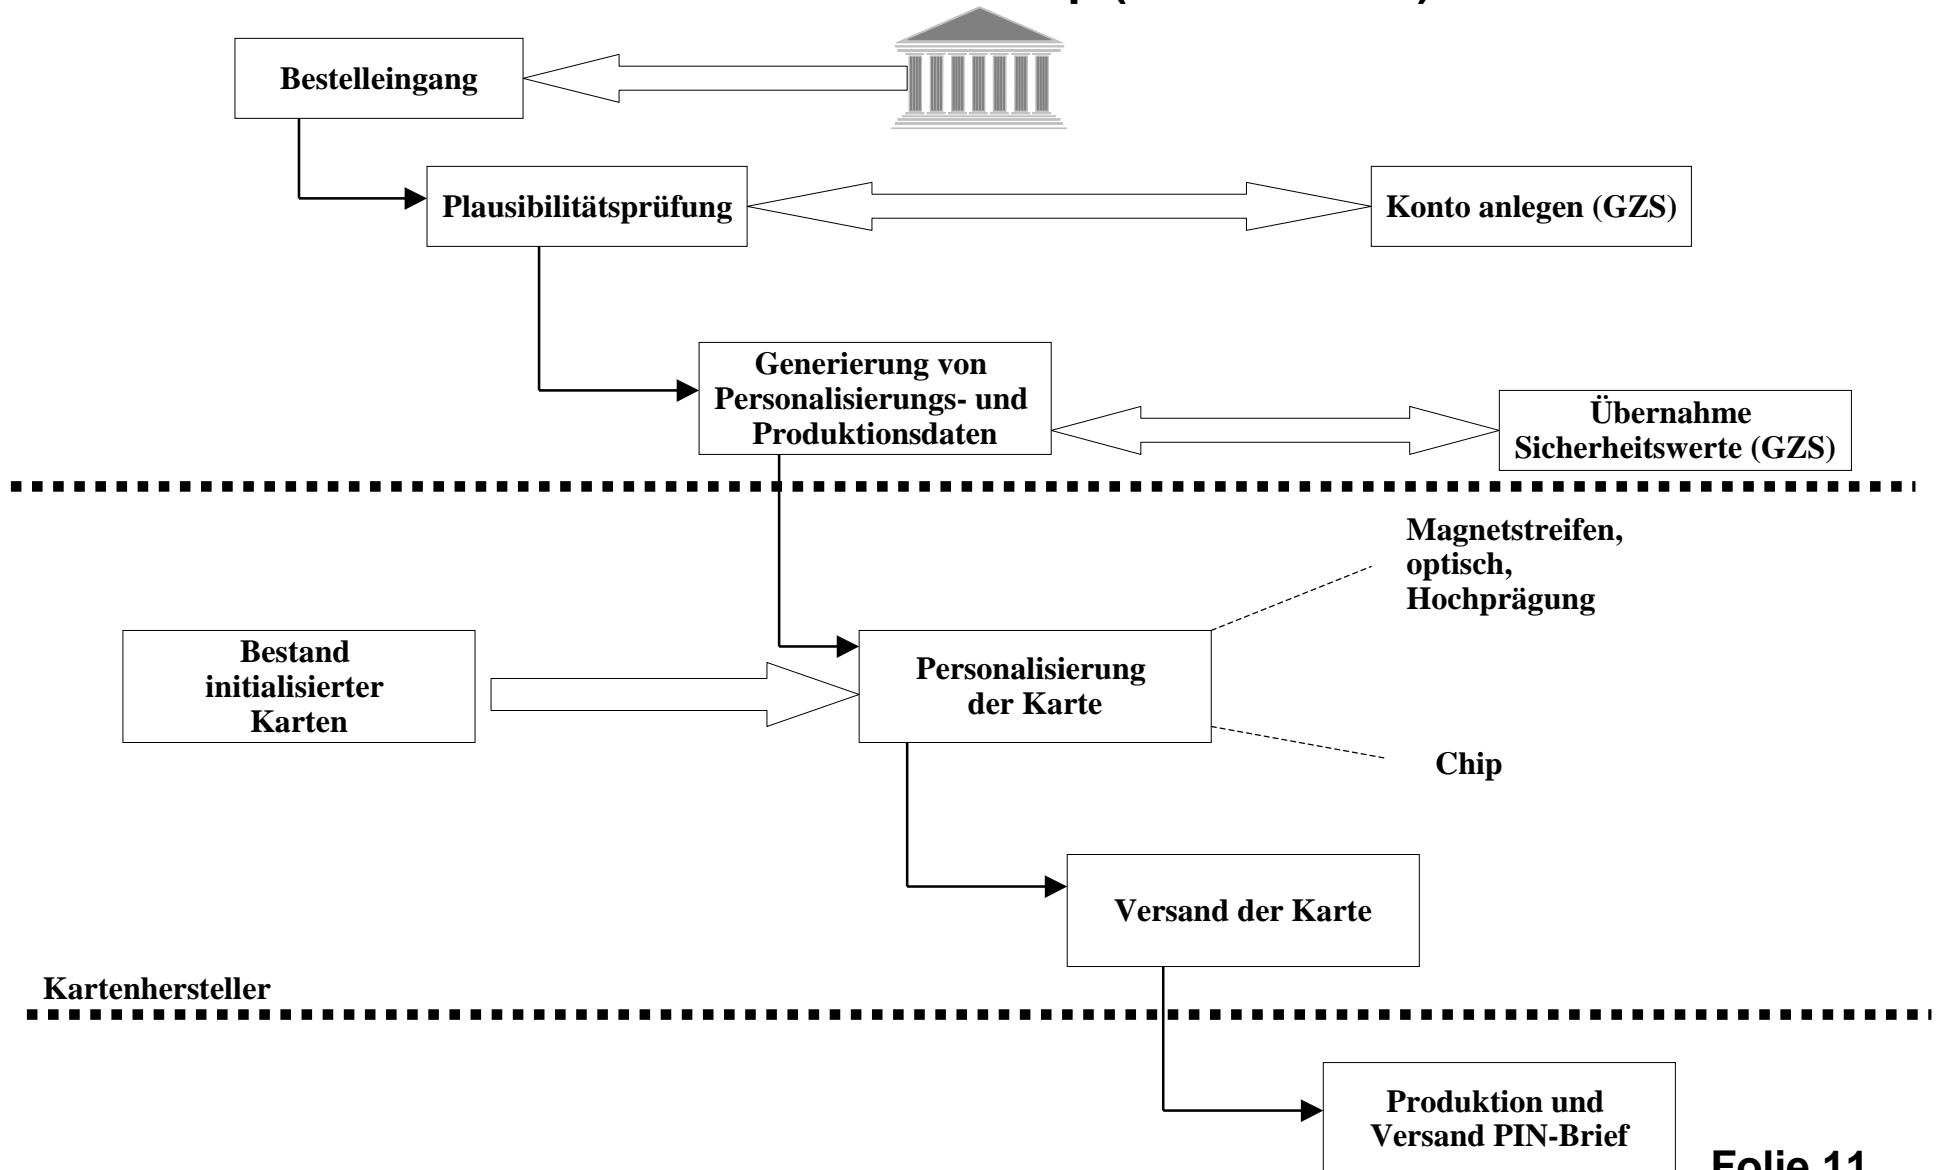 Bestelleingang
Plausibilitätsprüfung
Konto anlegen (GZS)
Generierung von
Personalisierungs- und
Produktionsdaten
Übernahme
Sicherheitswerte (GZS)
Magnetstreifen,
optisch,
Hochprägung
Bestand
initialisierter
Karten
Personalisierung
der Karte
Chip
Versand der Karte
Kartenhersteller
Produktion und
Versand PIN-Brief
Folie 11